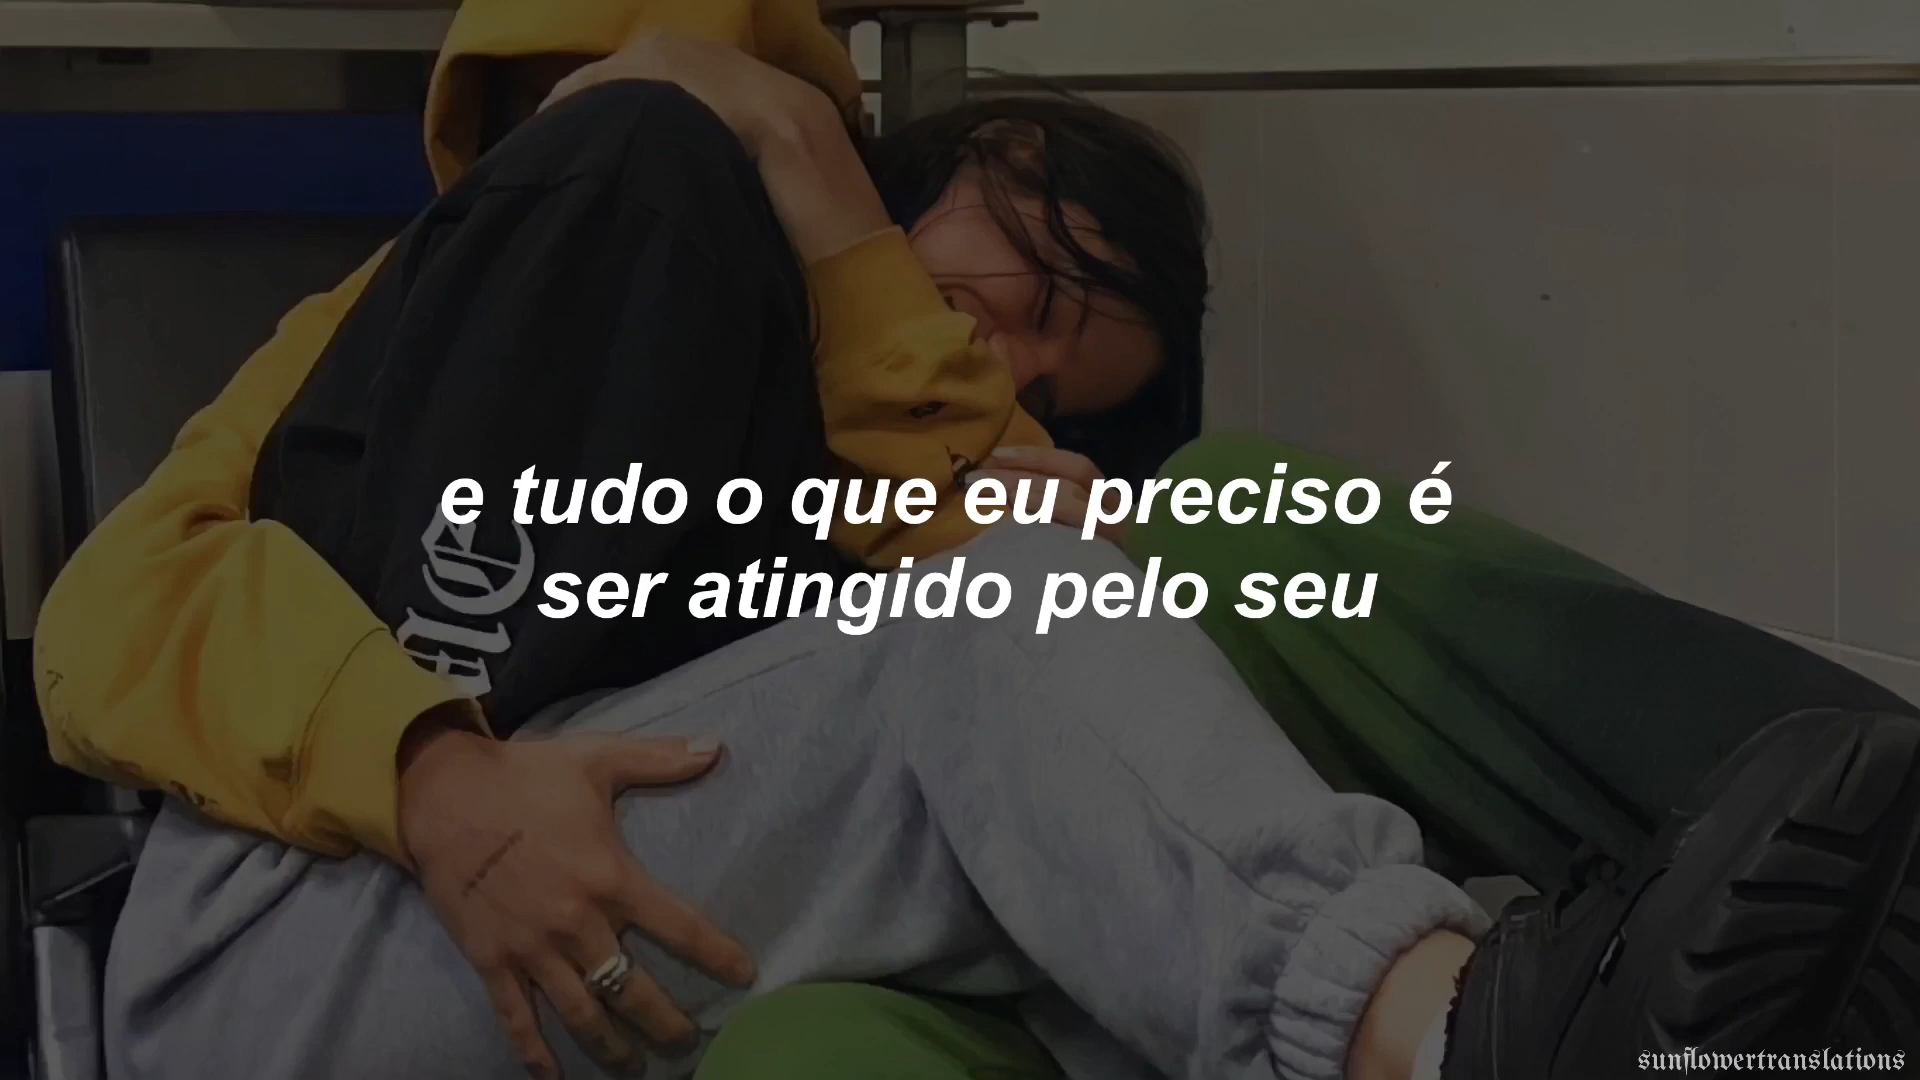 e tudo o que eu preciso é
ser atingido pelo seu
sunflowertranslations